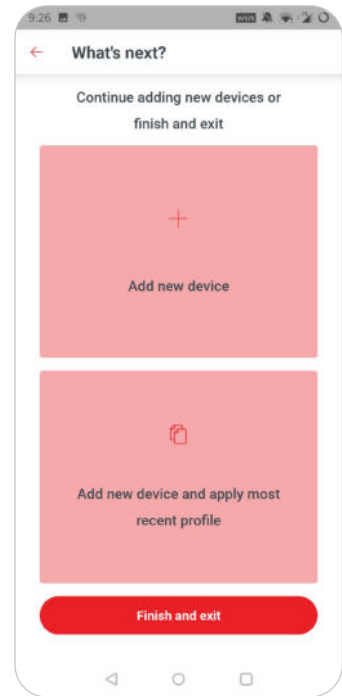 9:26
What's next?
Continue adding new devices or
finish and exit
Add new device
Add new device and apply most
recent profile
Finish and exit